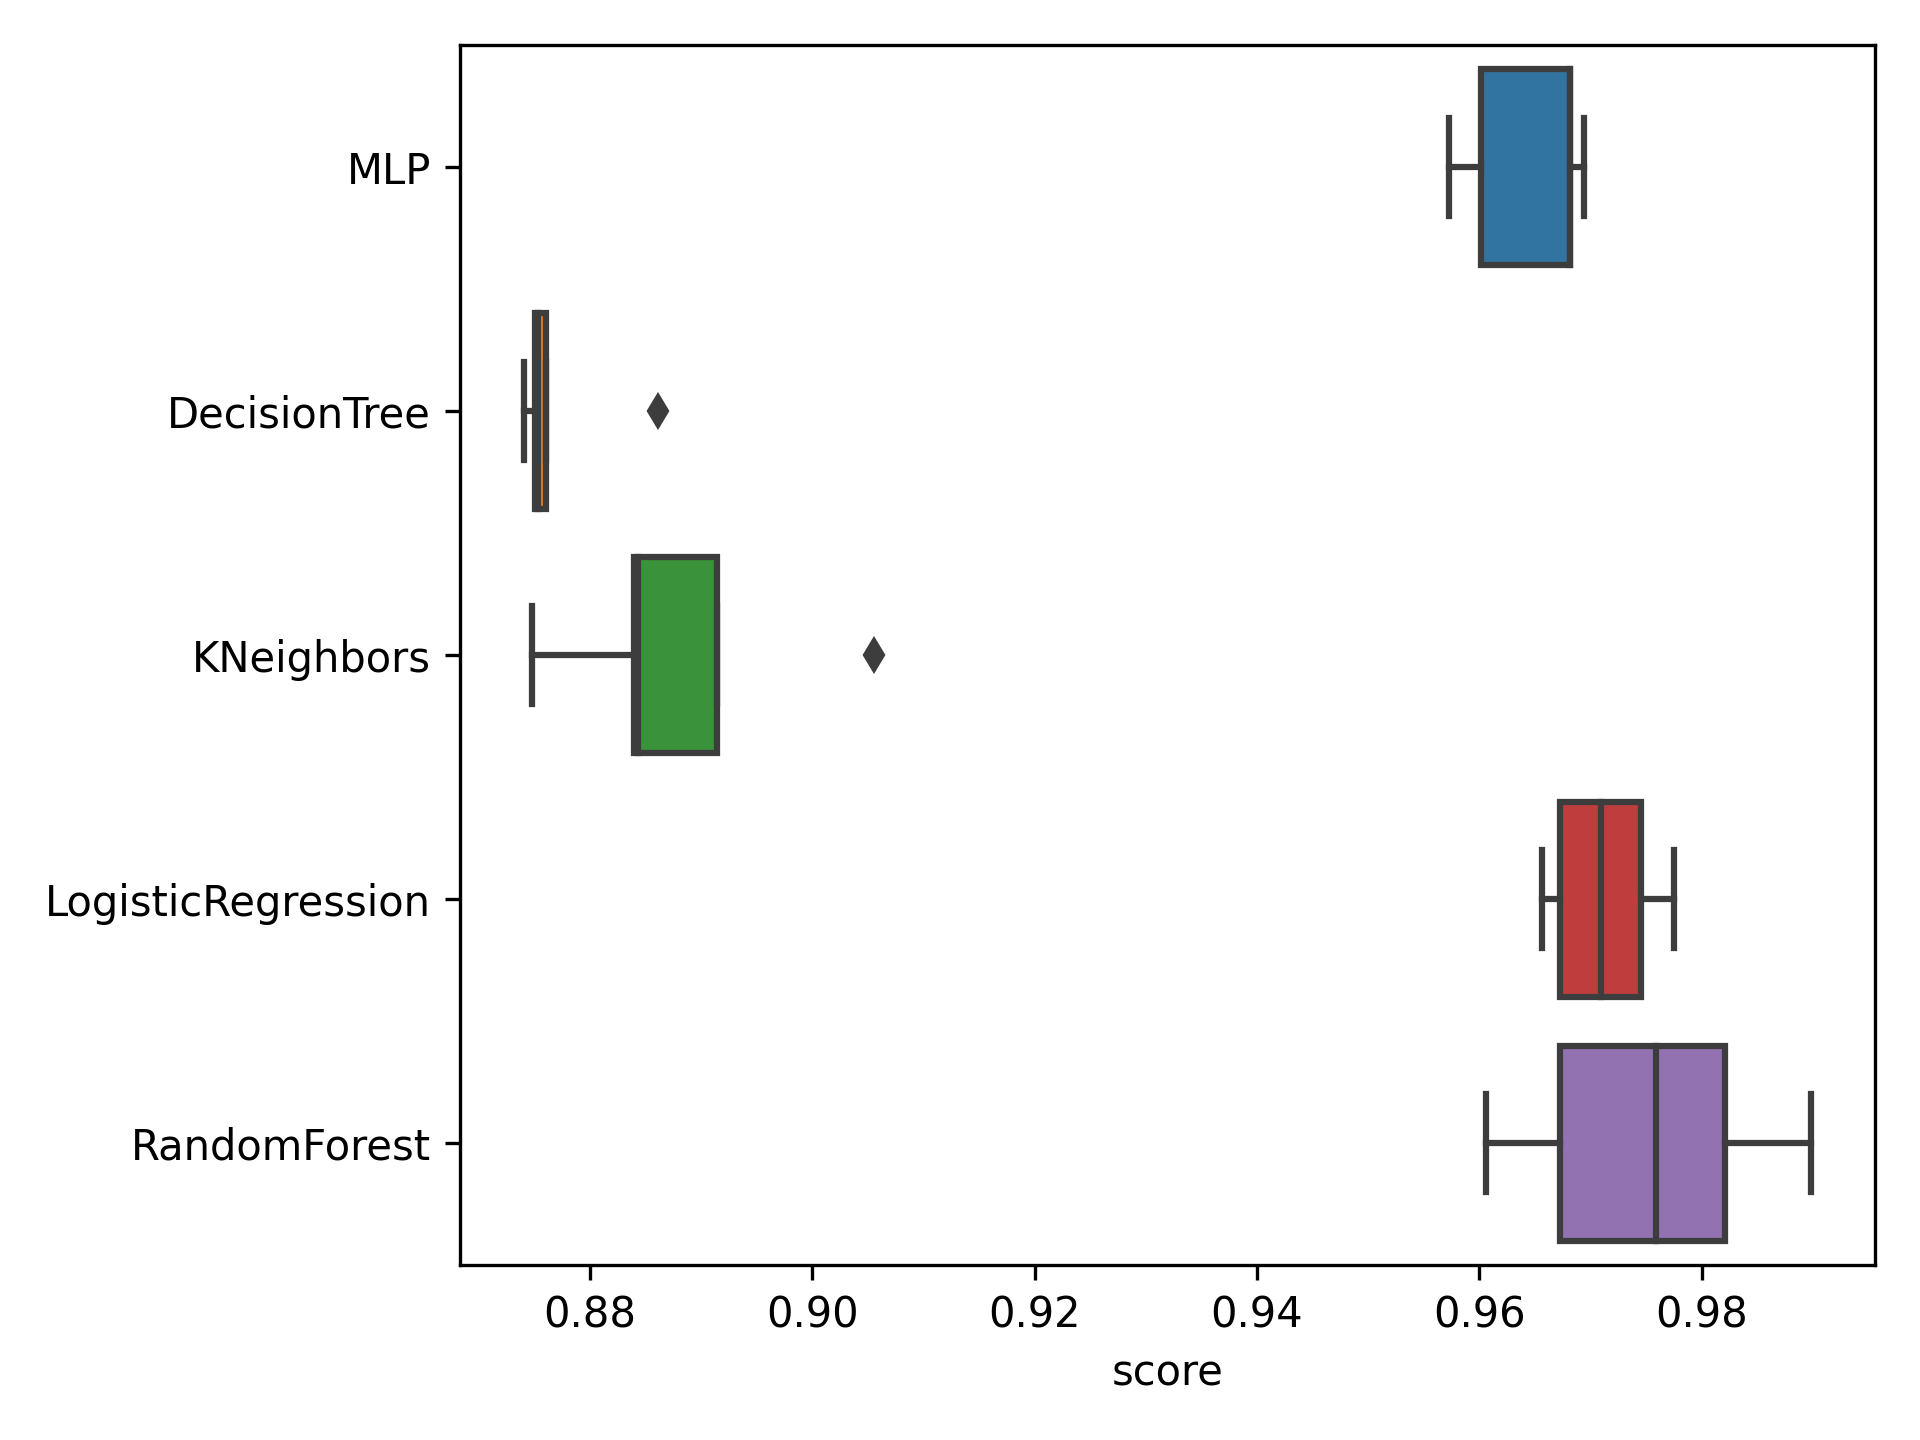 MLP
DecisionTree
KNeighbors
LogisticRegression
RandomForest
0.88 0.90 0.92 0.94 0.96 0.98
score